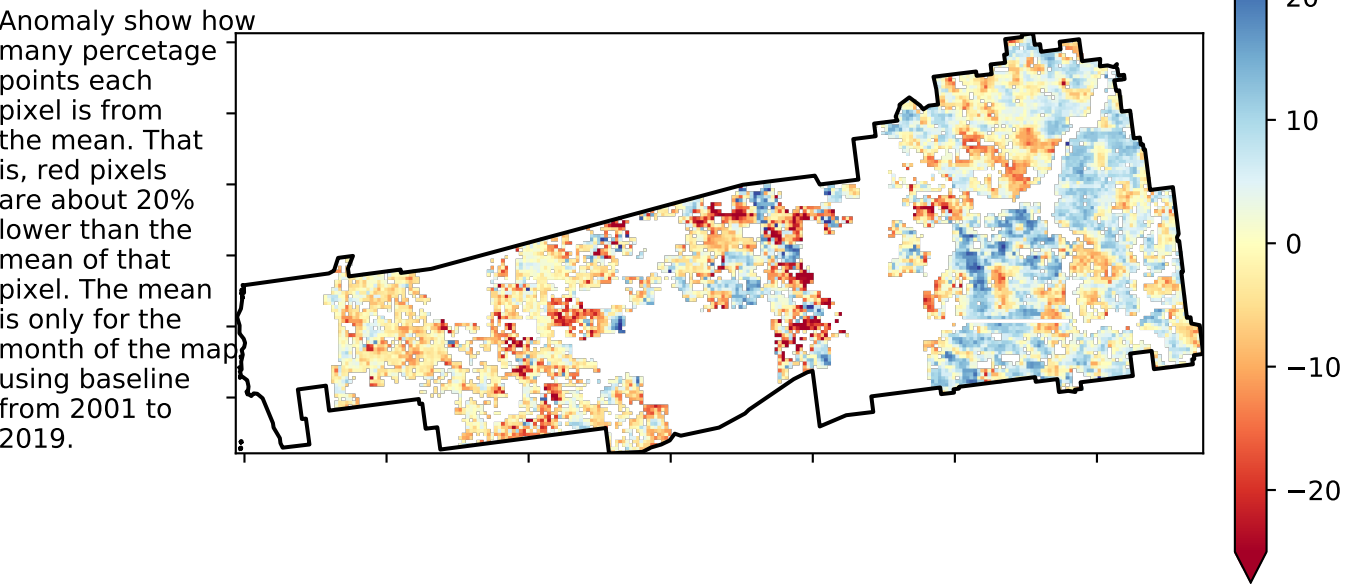 Anomaly show how
many percetage
points each
pixel is from
the mean. That
is, red pixels
are about 20%
lower than the
mean of that
pixel. The mean
is only for the
month of the map,
using baseline
from 2001 to
2019.
20
10
0
−10
−20